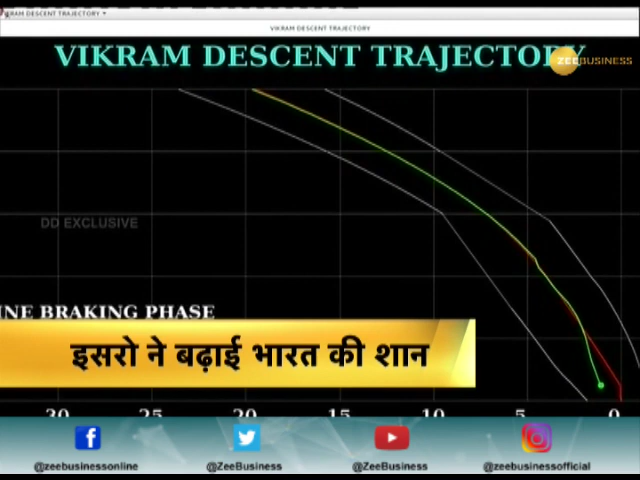 VIKRAM DESCENT TRAJECTORY
VIKRAM DESCENT TRAJECTORY
VIKRAM DESCENT TRAJECTORY
ZEEBUSINESS
DD EXCLUSIVE
INE BRAKING PHASE
इसरो ने बढ़ाई भारत की शान
30 25 20 15 10 5 0
@zeebusinessonline @ZeeBusiness @ZeeBusiness @zeebusinessofficial